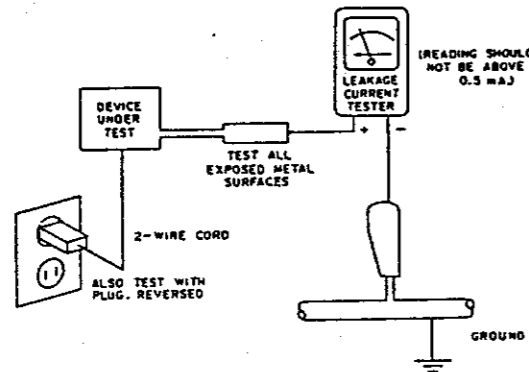 (READING SHOULD
NOT BE ABOVE
0.5 mA.)
LEAKAGE
CURRENT
TESTER
+ -
DEVICE
UNDER
TEST
TEST ALL
EXPOSED METAL
SURFACES
2-WIRE CORD
ALSO TEST WITH
PLUG. REVERSED
GROUND